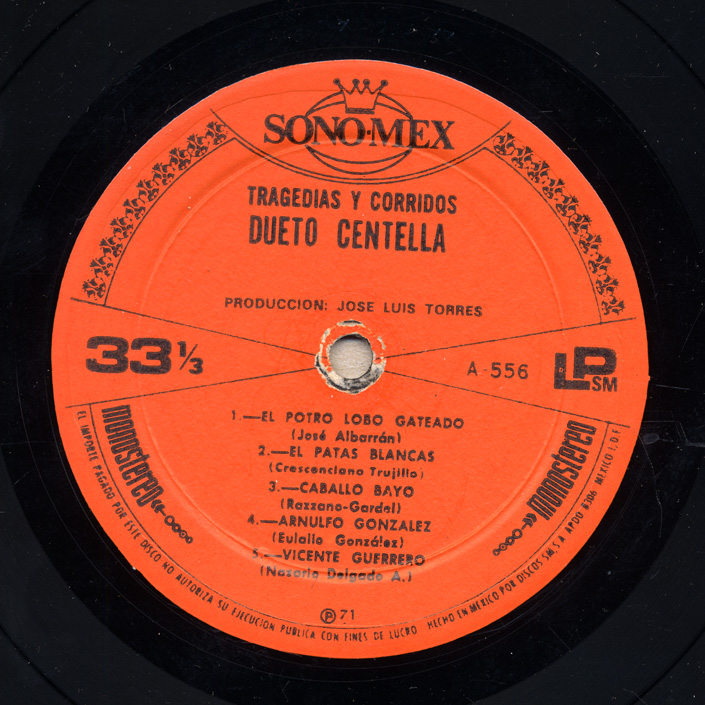 SONO·MEX
TRAGEDIAS Y CORRIDOS
DUETO CENTELLA
PRODUCCION: JOSE LUIS TORRES
33 1/3
A - 556
LP SM
1.—EL POTRO LOBO GATEADO
(José Albarrán)
2.—EL PATAS BLANCAS
(Crescenciano Trujillo)
3.—CABALLO BAYO
(Razzano-Gardel)
4.—ARNULFO GONZALEZ
(Eulalio González)
5.—VICENTE GUERRERO
(Nazario Delgado A.)
monostereo
monostereo
Ⓟ 71
EL IMPORTE PAGADO POR ESTE DISCO NO AUTORIZA SU EJECUCION PUBLICA CON FINES DE LUCRO HECHO EN MEXICO POR DISCOS S.M. S A APDO 8306 MEXICO 1, D F